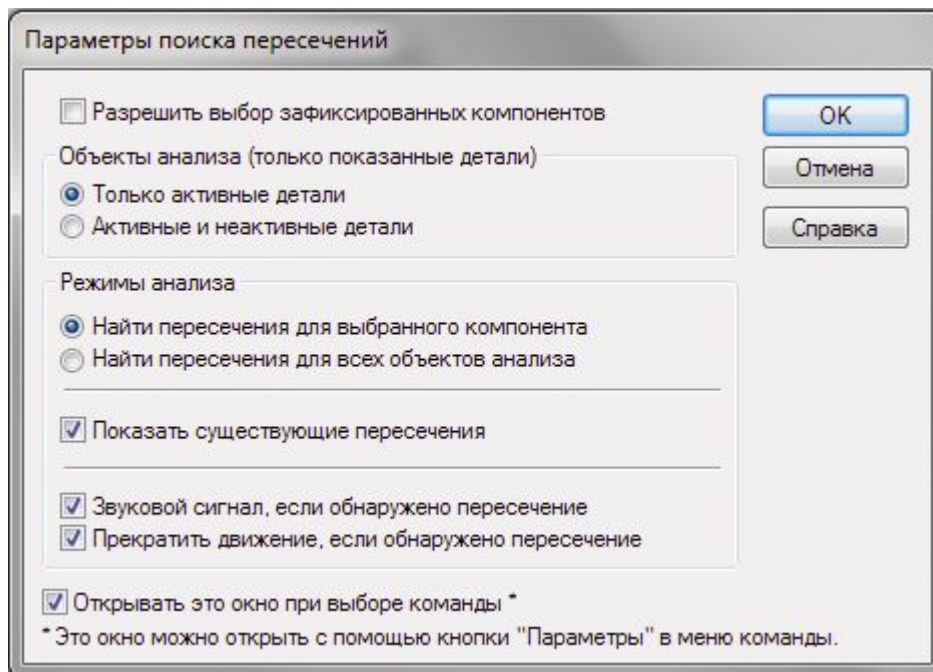 Параметры поиска пересечений
Разрешить выбор зафиксированных компонентов
OK
Объекты анализа (только показанные детали)
Отмена
Только активные детали
Активные и неактивные детали
Справка
Режимы анализа
Найти пересечения для выбранного компонента
Найти пересечения для всех объектов анализа
Показать существующие пересечения
Звуковой сигнал, если обнаружено пересечение
Прекратить движение, если обнаружено пересечение
Открывать это окно при выборе команды *
* Это окно можно открыть с помощью кнопки "Параметры" в меню команды.